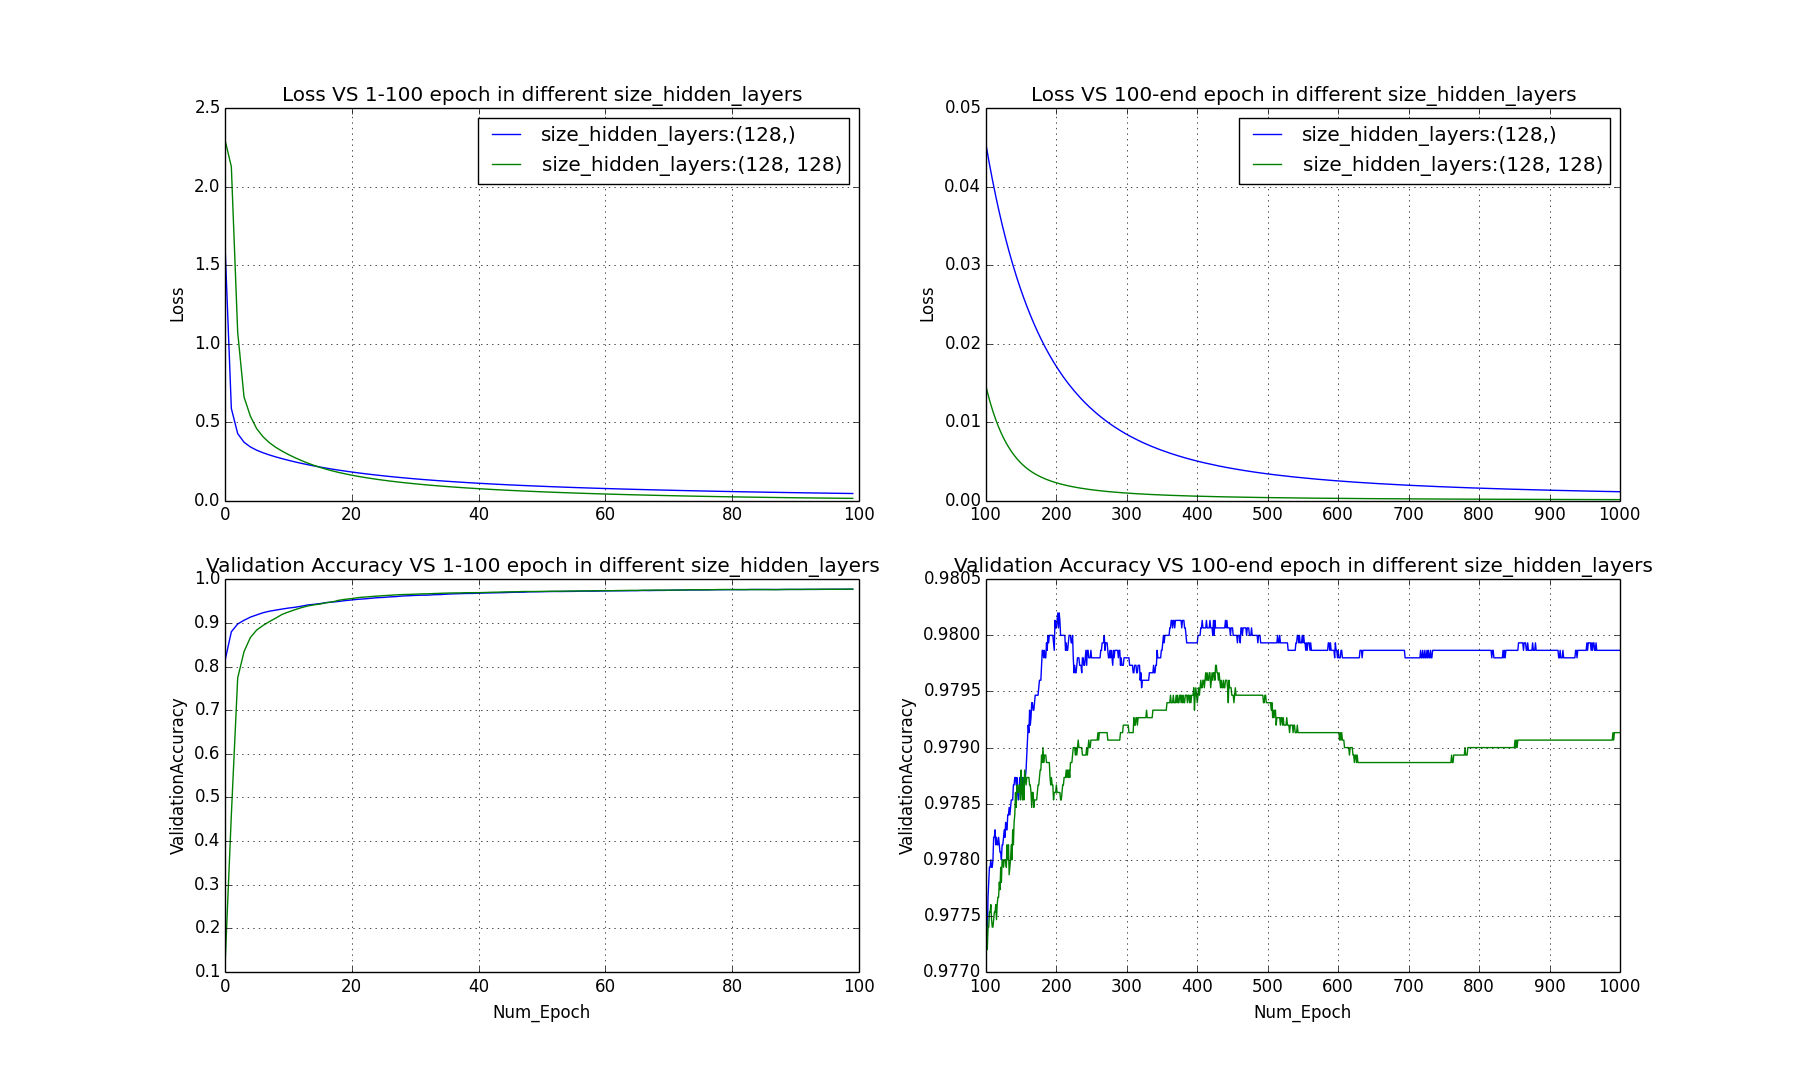 Loss VS 1-100 epoch in different size_hidden_layers
2.5
2.0
1.5
1.0
0.5
0.0
Loss
size_hidden_layers:(128,)
size_hidden_layers:(128, 128)
0 20 40 60 80 100
Loss VS 100-end epoch in different size_hidden_layers
0.05
0.04
0.03
0.02
0.01
0.00
Loss
size_hidden_layers:(128,)
size_hidden_layers:(128, 128)
100 200 300 400 500 600 700 800 900 1000
Validation Accuracy VS 1-100 epoch in different size_hidden_layers
1.0
0.9
0.8
0.7
0.6
0.5
0.4
0.3
0.2
0.1
ValidationAccuracy
0 20 40 60 80 100
Num_Epoch
Validation Accuracy VS 100-end epoch in different size_hidden_layers
0.9805
0.9800
0.9795
0.9790
0.9785
0.9780
0.9775
0.9770
ValidationAccuracy
100 200 300 400 500 600 700 800 900 1000
Num_Epoch